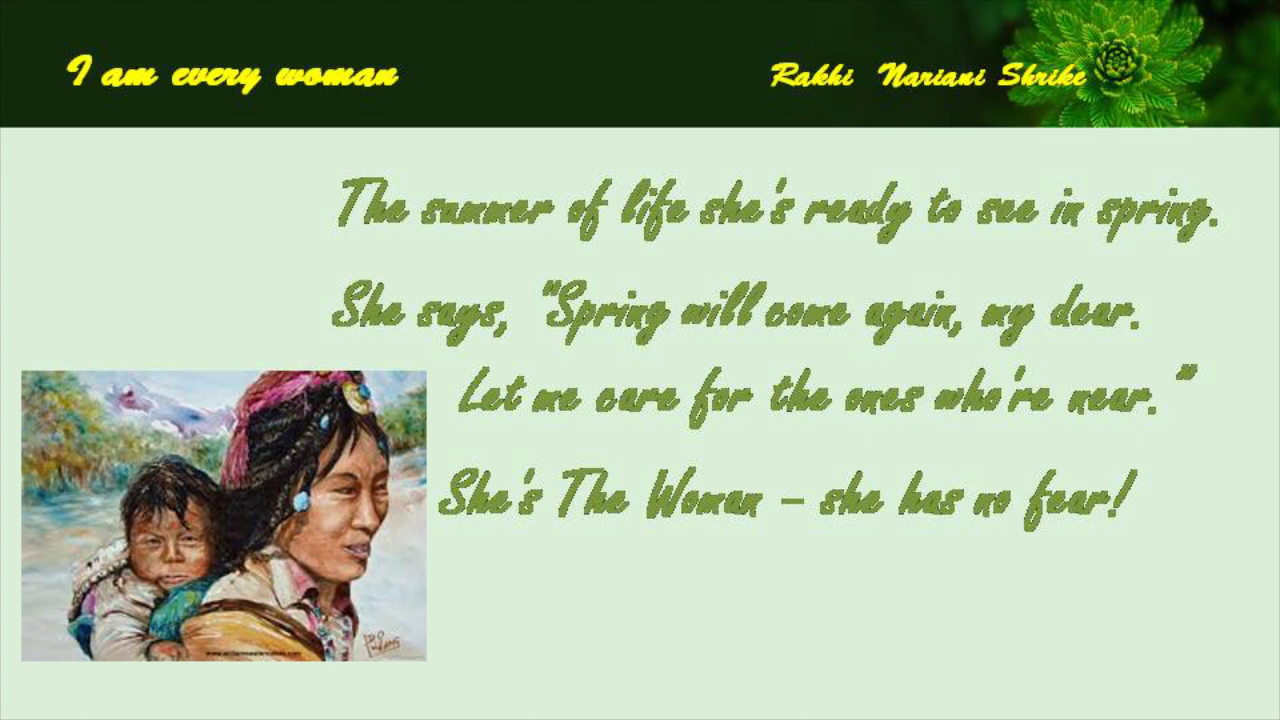 I am every woman
Rakhi Nariani Shrike
The summer of life she's ready to see in spring.
She says, "Spring will come again, my dear.
Let me care for the ones who're near."
She's The Woman – she has no fear!